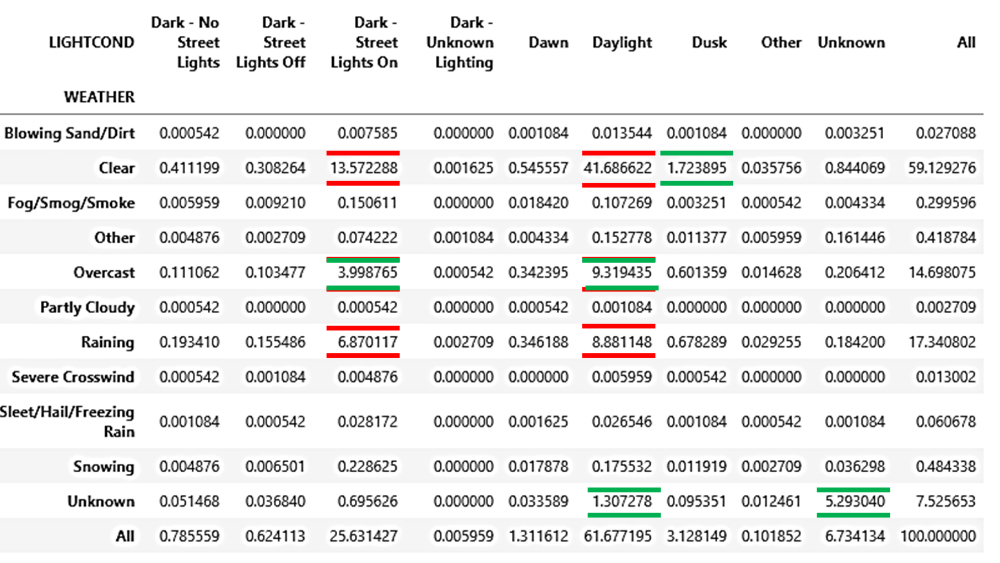 LIGHTCOND Dark - No Street Lights Dark - Street Lights Off Dark - Street Lights On Dark - Unknown Lighting Dawn Daylight Dusk Other Unknown All
WEATHER
Blowing Sand/Dirt 0.000542 0.000000 0.007585 0.000000 0.001084 0.013544 0.001084 0.000000 0.003251 0.027088
Clear 0.411199 0.308264 13.572288 0.001625 0.545557 41.686622 1.723895 0.035756 0.844069 59.129276
Fog/Smog/Smoke 0.005959 0.009210 0.150611 0.000000 0.018420 0.107269 0.003251 0.000542 0.004334 0.299596
Other 0.004876 0.002709 0.074222 0.001084 0.004334 0.152778 0.011377 0.005959 0.161446 0.418784
Overcast 0.111062 0.103477 3.998765 0.000542 0.342395 9.319435 0.601359 0.014628 0.206412 14.698075
Partly Cloudy 0.000542 0.000000 0.000542 0.000000 0.000542 0.001084 0.000000 0.000000 0.000000 0.002709
Raining 0.193410 0.155486 6.870117 0.002709 0.346188 8.881148 0.678289 0.029255 0.184200 17.340802
Severe Crosswind 0.000542 0.001084 0.004876 0.000000 0.000000 0.005959 0.000542 0.000000 0.000000 0.013002
Sleet/Hail/Freezing Rain 0.001084 0.000542 0.028172 0.000000 0.001625 0.026546 0.001084 0.000542 0.001084 0.060678
Snowing 0.004876 0.006501 0.228625 0.000000 0.017878 0.175532 0.011919 0.002709 0.036298 0.484338
Unknown 0.051468 0.036840 0.695626 0.000000 0.033589 1.307278 0.095351 0.012461 5.293040 7.525653
All 0.785559 0.624113 25.631427 0.005959 1.311612 61.677195 3.128149 0.101852 6.734134 100.000000